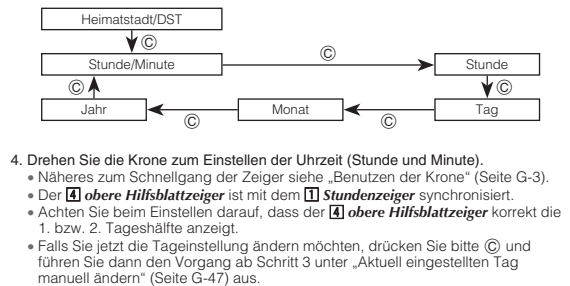 Heimatstadt/DST
Ⓒ
Ⓒ
Stunde/Minute
Stunde
Ⓒ
Ⓒ
Jahr
Monat
Tag
Ⓒ
Ⓒ
4. Drehen Sie die Krone zum Einstellen der Uhrzeit (Stunde und Minute).
• Näheres zum Schnellgang der Zeiger siehe „Benutzen der Krone“ (Seite G-3).
• Der 4 obere Hilfsblattzeiger ist mit dem 1 Stundenzeiger synchronisiert.
• Achten Sie beim Einstellen darauf, dass der 4 obere Hilfsblattzeiger korrekt die
1. bzw. 2. Tageshälfte anzeigt.
• Falls Sie jetzt die Tageinstellung ändern möchten, drücken Sie bitte Ⓒ und
führen Sie dann den Vorgang ab Schritt 3 unter „Aktuell eingestellten Tag
manuell ändern“ (Seite G-47) aus.